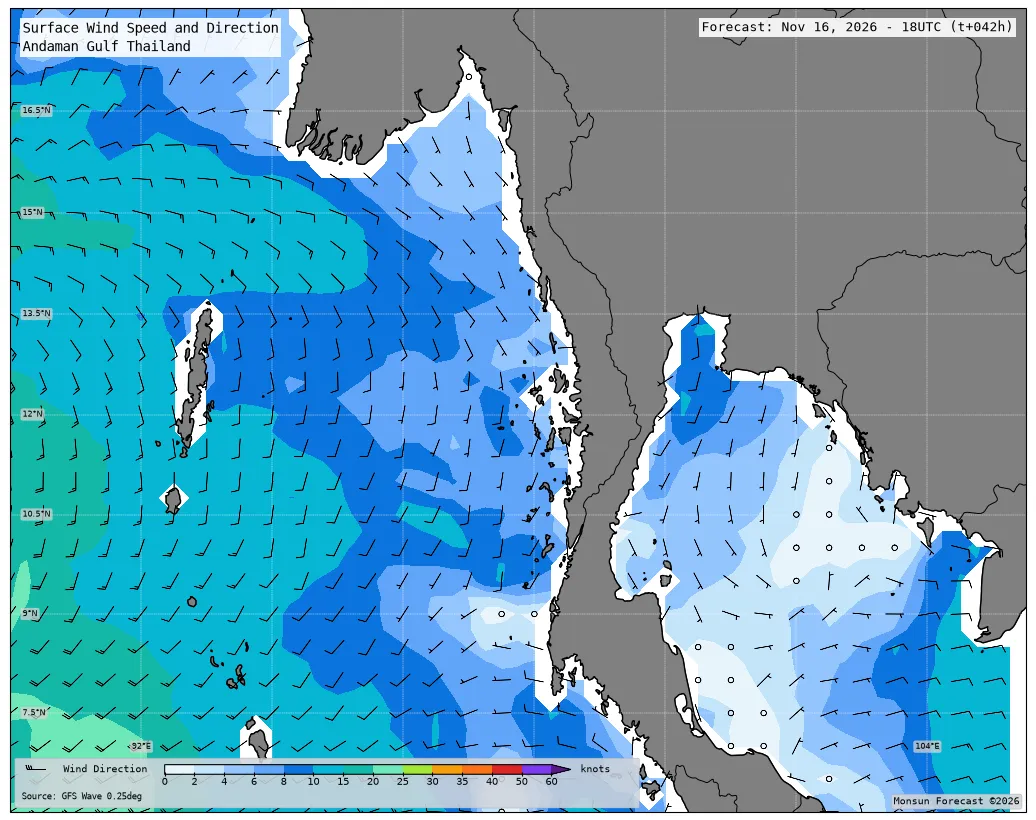 Surface Wind Speed and Direction
Andaman Gulf Thailand
Forecast: Nov 16, 2026 - 18UTC (t+042h)
16.5°N
15°N
13.5°N
12°N
10.5°N
9°N
7.5°N
92°E
104°E
Wind Direction
knots
0 2 4 6 8 10 15 20 25 30 35 40 50 60
Source: GFS Wave 0.25deg
Monsun Forecast ©2026